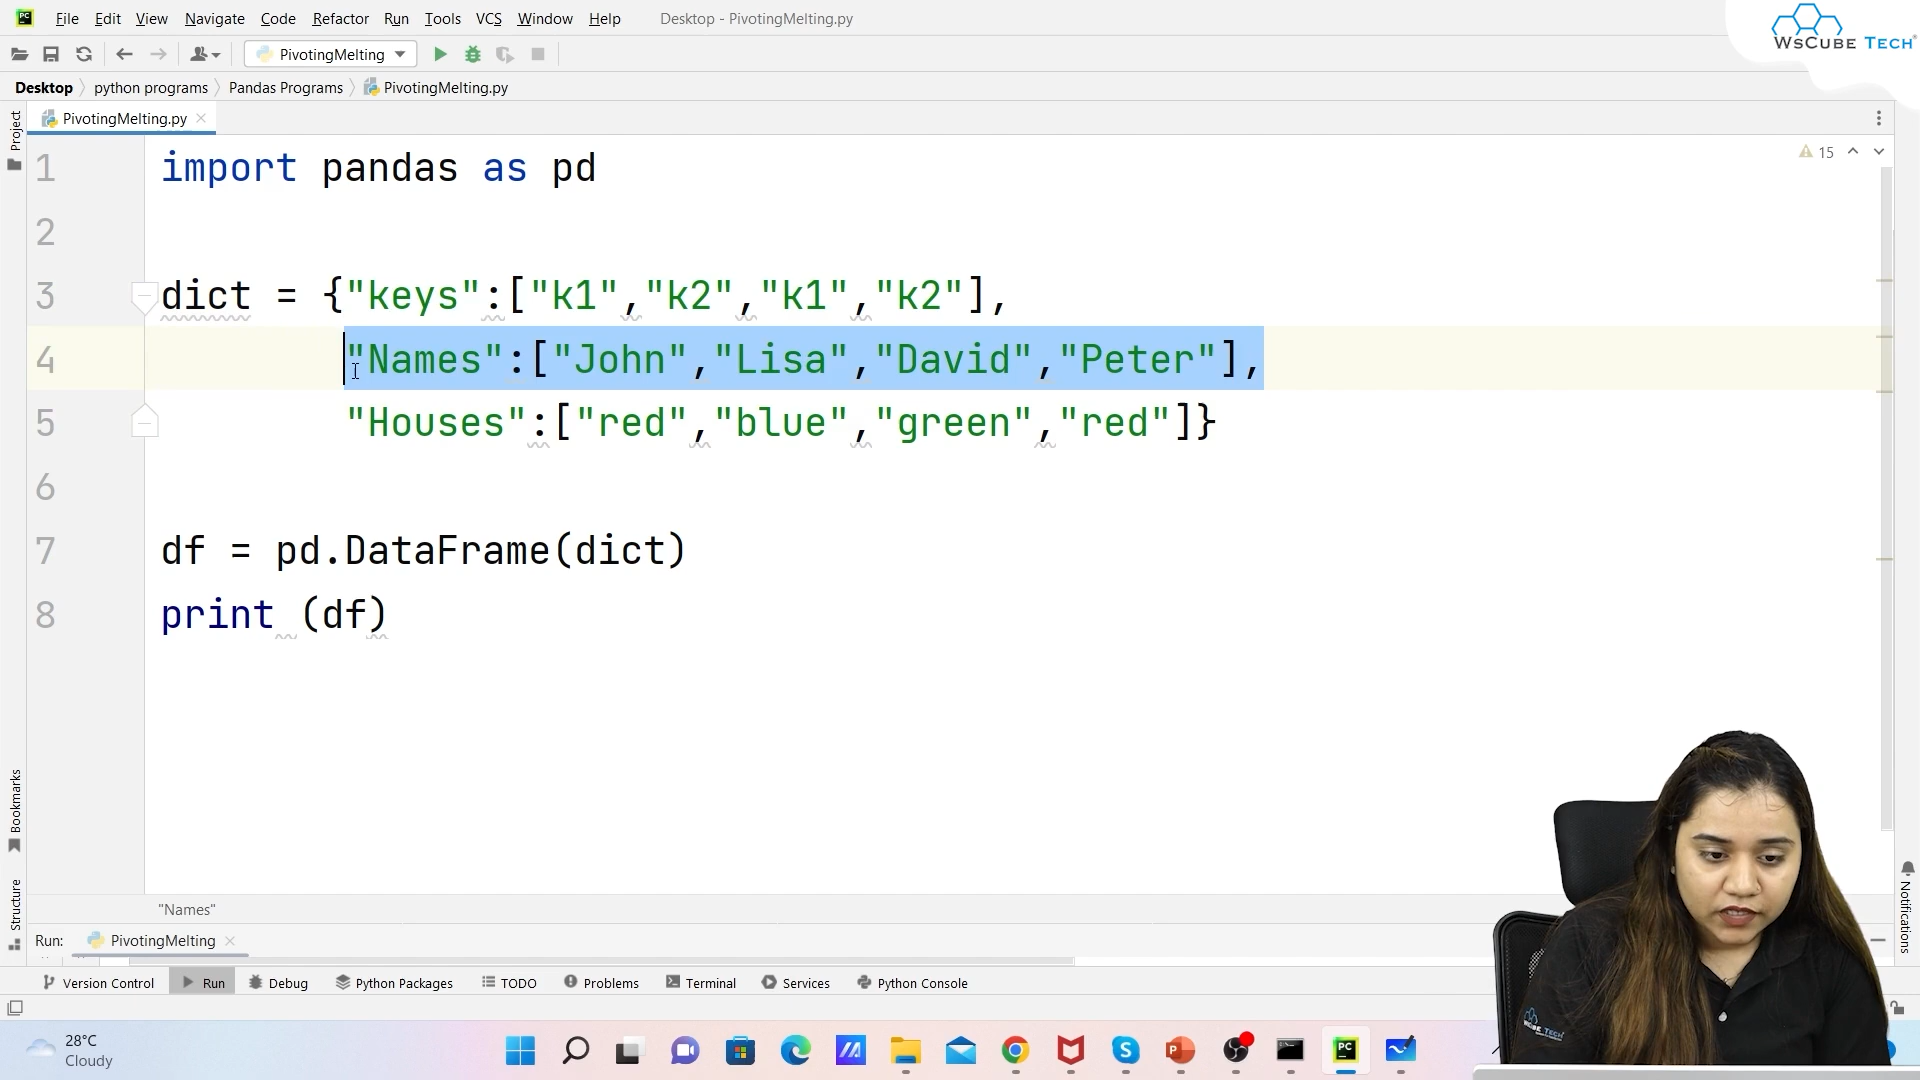 File Edit View Navigate Code Refactor Run Tools VCS Window Help Desktop - PivotingMelting.py
WsCube Tech
PivotingMelting
Desktop python programs Pandas Programs PivotingMelting.py
Project
PivotingMelting.py
15
1 import pandas as pd
2
3 dict = {"keys":["k1","k2","k1","k2"],
4 "Names":["John","Lisa","David","Peter"],
5 "Houses":["red","blue","green","red"]}
6
7 df = pd.DataFrame(dict)
8 print (df)
Bookmarks
Structure
Notifications
"Names"
Run: PivotingMelting
Version Control Run Debug Python Packages TODO Problems Terminal Services Python Console
28°C
Cloudy